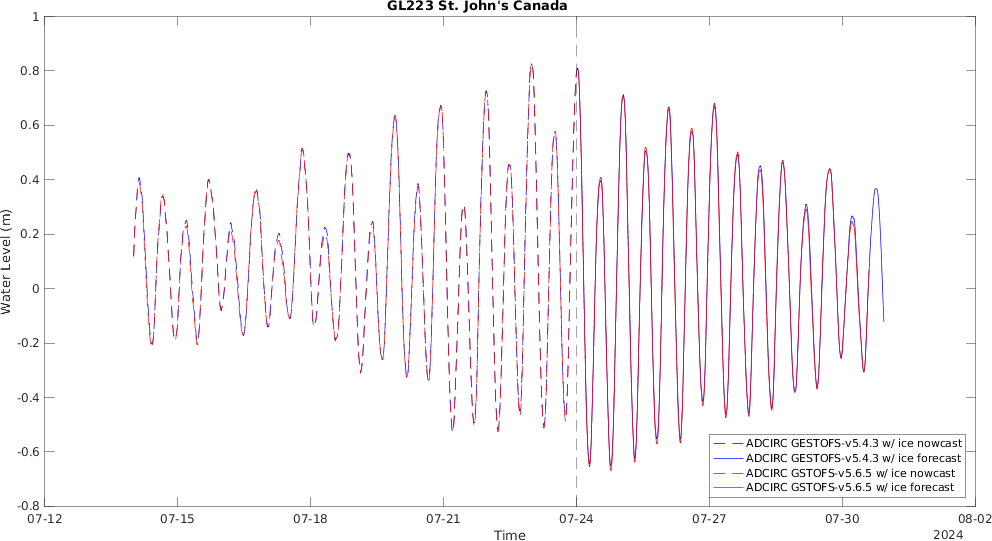 GL223 St. John's Canada
1
0.8
0.6
0.4
0.2
0
-0.2
-0.4
-0.6
-0.8
Water Level (m)
ADCIRC GESTOFS-v5.4.3 w/ ice nowcast
ADCIRC GESTOFS-v5.4.3 w/ ice forecast
ADCIRC GSTOFS-v5.6.5 w/ ice nowcast
ADCIRC GSTOFS-v5.6.5 w/ ice forecast
07-12 07-15 07-18 07-21 07-24 07-27 07-30 08-02
Time
2024